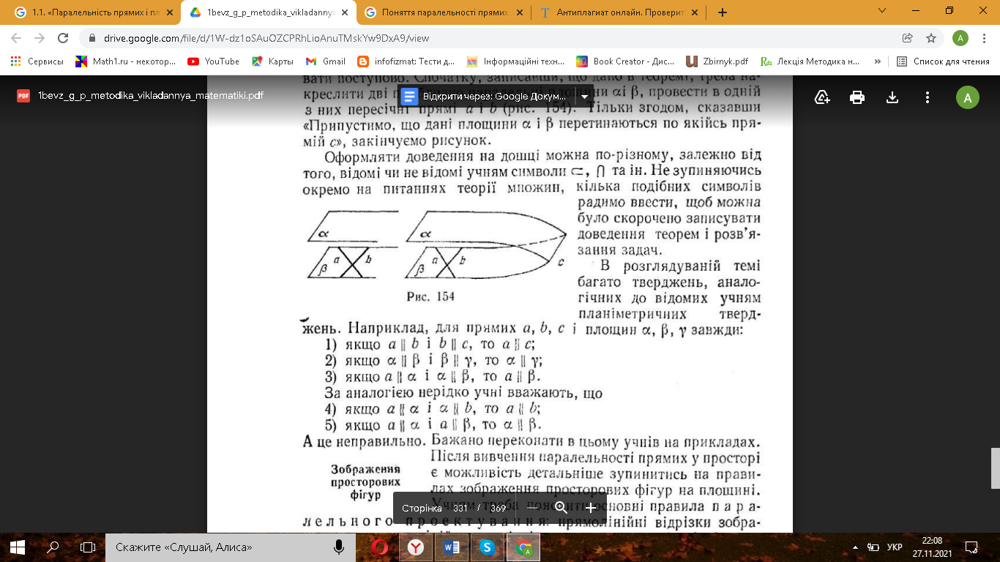 1.1. «Паралельність прямих і пл
1bevz_g_p_metodika_vikladannya
Поняття паралельності прямих
Антиплагиат онлайн. Проверит
drive.google.com/file/d/1W-dz1oSAuOZCPRhLioAnuTMskYw9DxA9/view
A
Сервисы
Math1.ru - некотор...
YouTube
Карты
Gmail
infofizmat: Тести д...
Інформаційні техн...
Book Creator - Дис...
Zbirnyk.pdf
Лекція Методика н...
»
Список для чтения
вати поступово. Спочатку, записавши, що дано в теоремі, треба на-
PDF
1bevz_g_p_metodika_vikladannya_matematiki.pdf
Відкрити через: Google Докум...
A
креслити дві площини α і β, провести в одній
з них пересічні прямі a і b (рис. 154). Тільки згодом, сказавши
«Припустимо, що дані площини α і β перетинаються по якійсь пря-
мій c», закінчуємо рисунок.
Оформляти доведення на дошці можна по-різному, залежно від
того, відомі чи не відомі учням символи ⊂, ∩ та ін. Не зупиняючись
окремо на питаннях теорії множин, кілька подібних символів
радимо ввести, щоб можна
було скорочено записувати
доведення теорем і розв’я-
зання задач.
В розглядуваній темі
багато тверджень, анало-
гічних до відомих учням
планіметричних тверд-
α
β
a
b
α
β
a
b
c
Рис. 154
жень. Наприклад, для прямих a, b, c і площин α, β, γ завжди:
1) якщо a ∥ b і b ∥ c, то a ∥ c;
2) якщо α ∥ β і β ∥ γ, то α ∥ γ;
3) якщо a ∥ α і α ∥ β, то a ∥ β.
За аналогією нерідко учні вважають, що
4) якщо a ∥ α і α ∥ b, то a ∥ b;
5) якщо a ∥ α і a ∥ β, то α ∥ β.
А це неправильно. Бажано переконати в цьому учнів на прикладах.
Зображення
просторових
фігур
Після вивчення паралельності прямих у просторі
є можливість детальніше зупинитись на прави-
лах зображення просторових фігур на площині.
Учням треба пояснити основні правила п а р а-
л е л ь н о г о п р о е к т у в а н н я: прямолінійні відрізки зобра-
Сторінка 331 / 369
Скажите «Слушай, Алиса»
УКР
22:08
27.11.2021